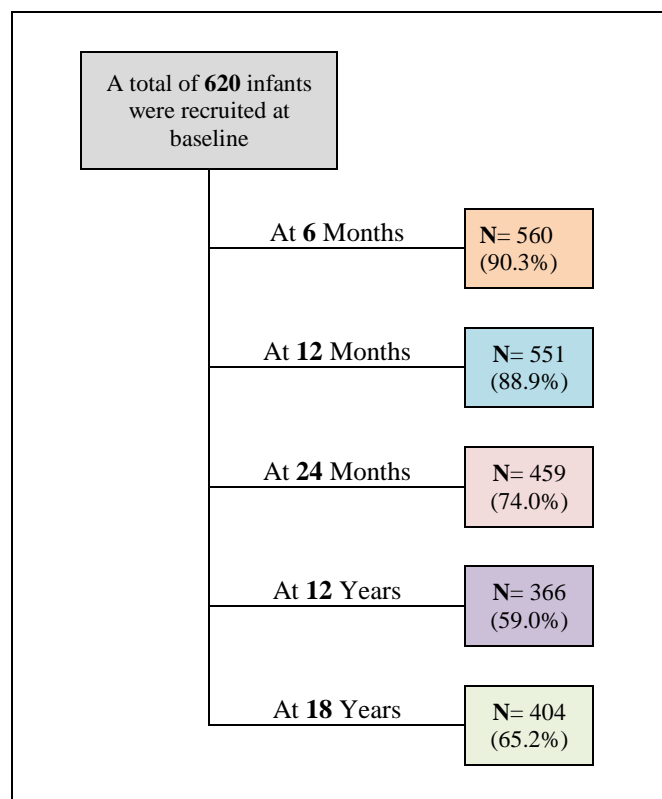 A total of 620 infants
were recruited at
baseline
At 6 Months
N= 560
(90.3%)
At 12 Months
N= 551
(88.9%)
At 24 Months
N= 459
(74.0%)
At 12 Years
N= 366
(59.0%)
At 18 Years
N= 404
(65.2%)